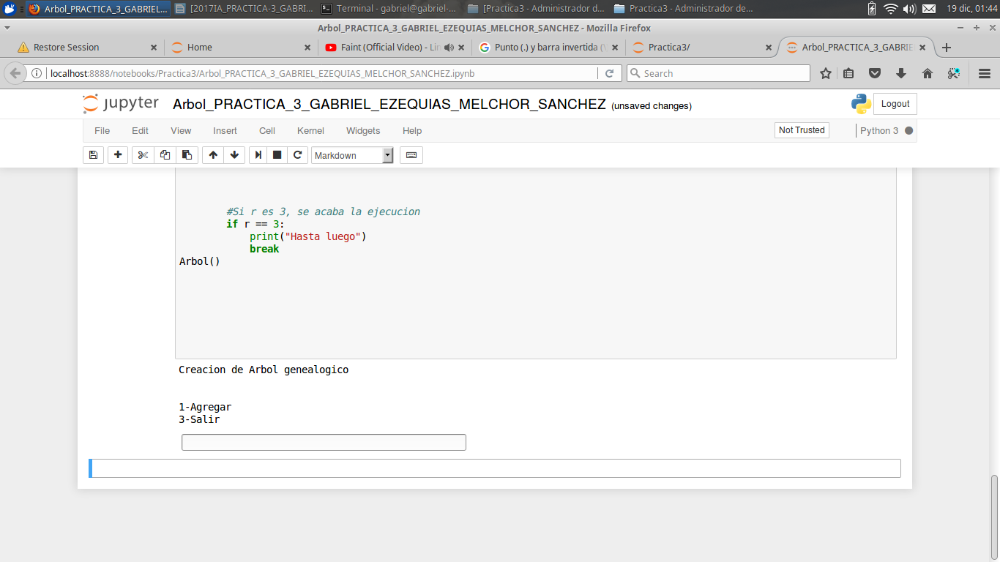 Arbol_PRACTICA_3_GABRIEL... [2017IA_PRACTICA-3_GABRI... Terminal - gabriel@gabriel-... [Practica3 - Administrador d... Practica3 - Administrador de... 19 dic, 01:44
Arbol_PRACTICA_3_GABRIEL_EZEQUIAS_MELCHOR_SANCHEZ - Mozilla Firefox
Restore Session Home Faint (Official Video) - Lin Punto (.) y barra invertida ( Practica3/ Arbol_PRACTICA_3_GABRIE
localhost:8888/notebooks/Practica3/Arbol_PRACTICA_3_GABRIEL_EZEQUIAS_MELCHOR_SANCHEZ.ipynb Search
jupyter Arbol_PRACTICA_3_GABRIEL_EZEQUIAS_MELCHOR_SANCHEZ (unsaved changes) Logout
File Edit View Insert Cell Kernel Widgets Help Not Trusted Python 3
Markdown
#Si r es 3, se acaba la ejecucion
if r == 3:
print("Hasta luego")
break
Arbol()
Creacion de Arbol genealogico
1-Agregar
3-Salir